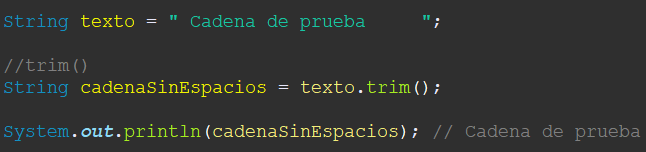 String texto = " Cadena de prueba     ";
//trim()
String cadenaSinEspacios = texto.trim();
System.out.println(cadenaSinEspacios); // Cadena de prueba